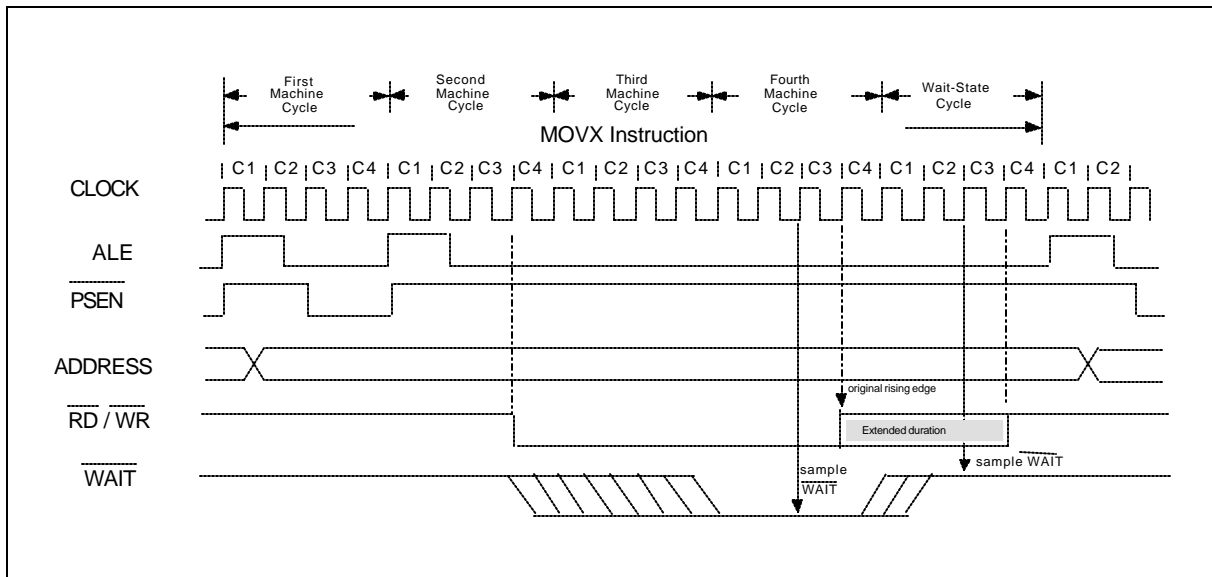 First Machine Cycle
Second Machine Cycle
Third Machine Cycle
Fourth Machine Cycle
Wait-State Cycle
MOVX Instruction
C1 C2 C3 C4 C1 C2 C3 C4 C1 C2 C3 C4 C1 C2 C3 C4 C1 C2 C3 C4 C1 C2
CLOCK
ALE
PSEN
ADDRESS
original rising edge
RD / WR
Extended duration
WAIT
sample WAIT
sample WAIT